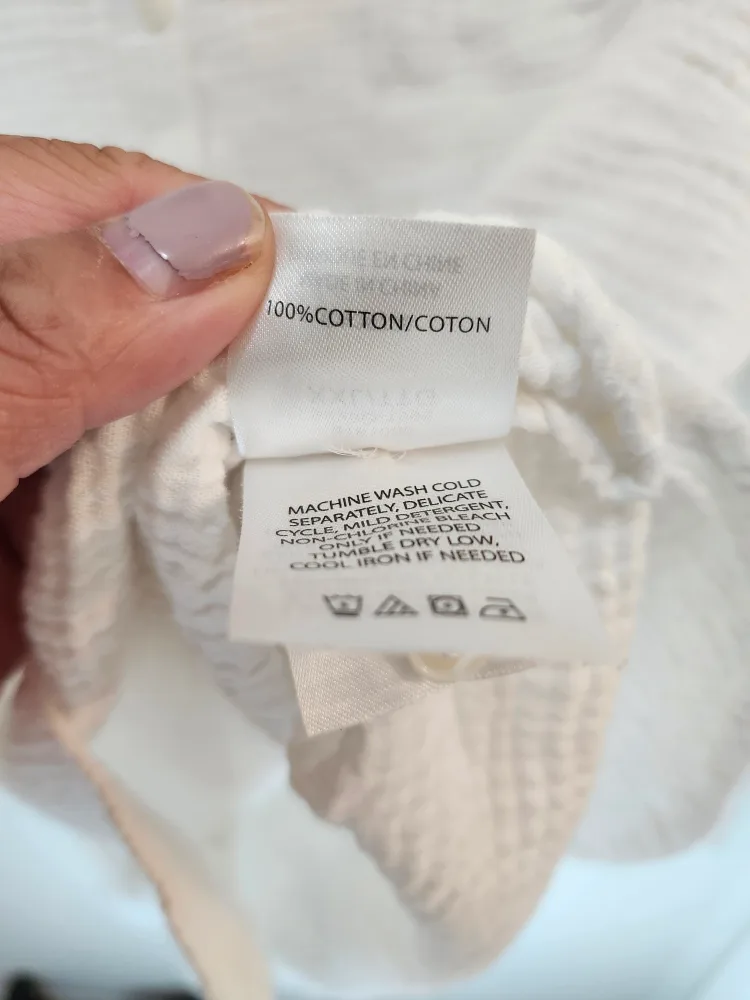 100%COTTON/COTON
MACHINE WASH COLD
SEPARATELY, DELICATE
CYCLE, MILD DETERGENT,
NON-CHLORINE BLEACH
ONLY IF NEEDED
TUMBLE DRY LOW,
COOL IRON IF NEEDED